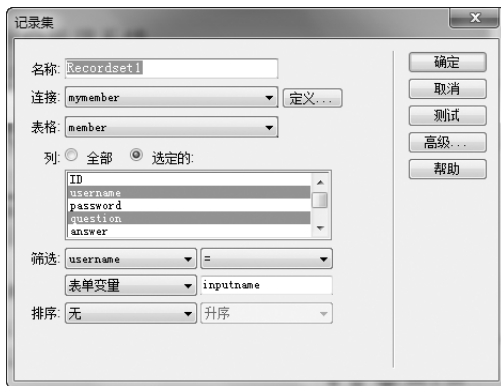 记录集
名称: Recordset1
连接: mymember 定义...
表格: member
列: 全部 选定的:
ID
username
password
question
answer
筛选: username =
表单变量 inputname
排序: 无 升序
确定
取消
测试
高级...
帮助